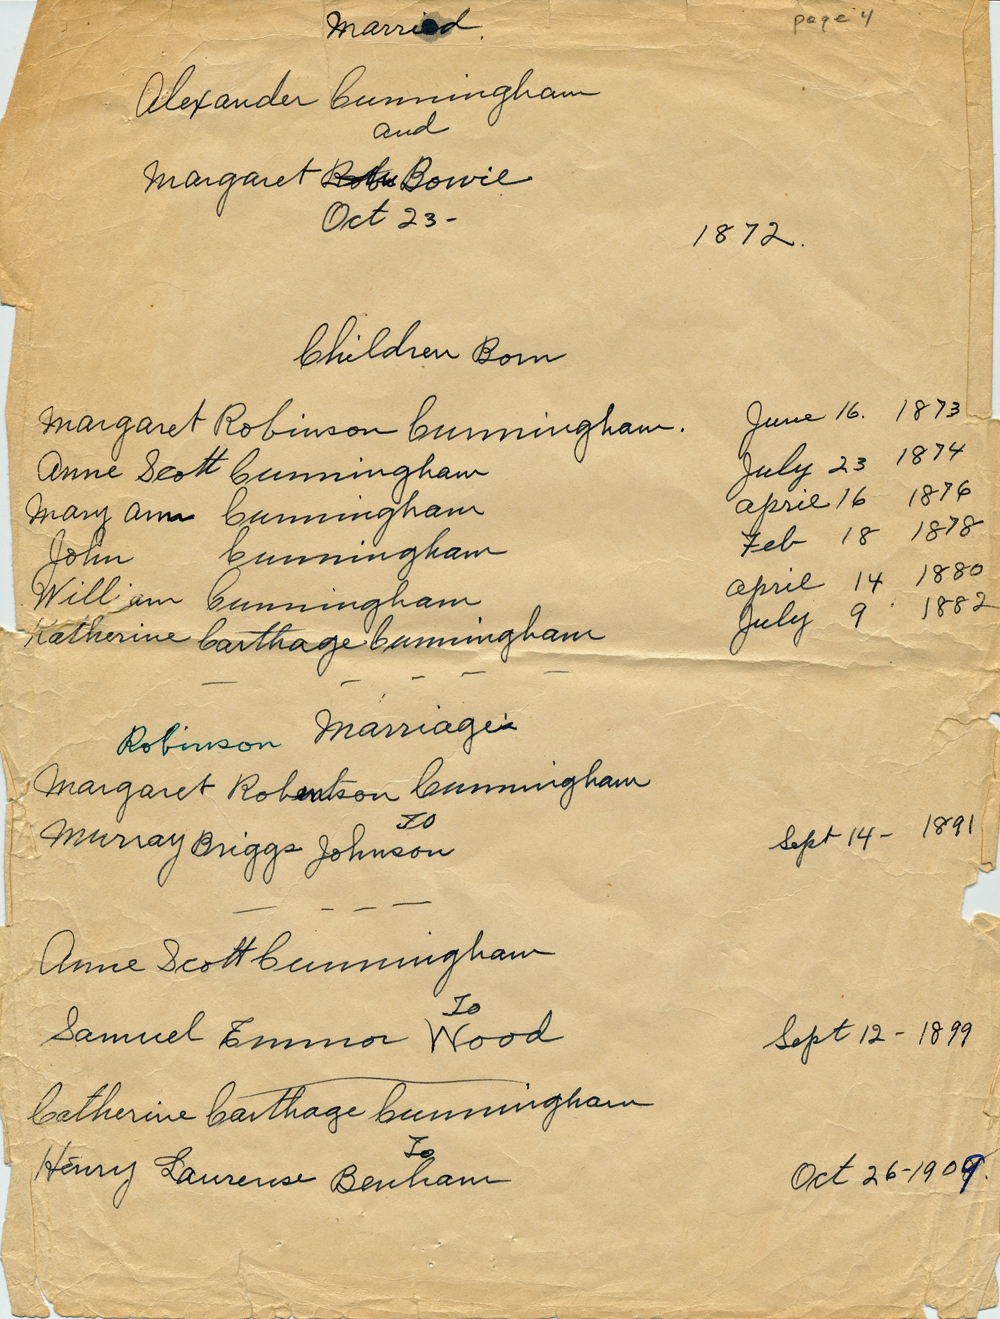 page 4
Married.
Alexander Cunningham
and
Margaret Bowie
Oct 23- 1872.
Children Born
Margaret Robinson Cunningham. June 16. 1873
Anne Scott Cunningham July 23 1874
Mary Ann Cunningham April 16 1876
John Cunningham Feb 18 1878
William Cunningham April 14 1880
Katherine Carthage Cunningham July 9 1882
Marriages
Robinson
Margaret Robertson Cunningham
To
Murray Briggs Johnson Sept 14- 1891
Anne Scott Cunningham
To
Samuel Emmor Wood Sept 12- 1899
Catherine Carthage Cunningham
To
Henry Laurense Benham Oct 26-1909.